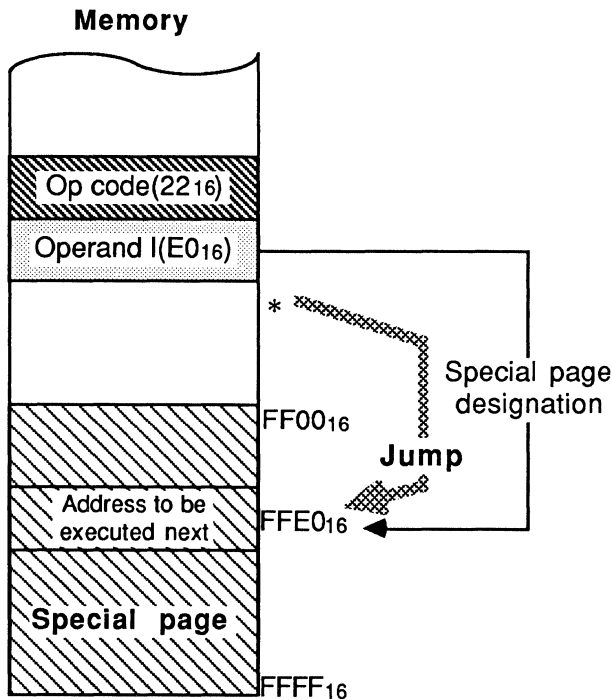 Memory
Op code(22₁₆)
Operand I(E0₁₆)
*
Special page
designation
FF00₁₆
Jump
Address to be
executed next
FFE0₁₆
Special page
FFFF₁₆